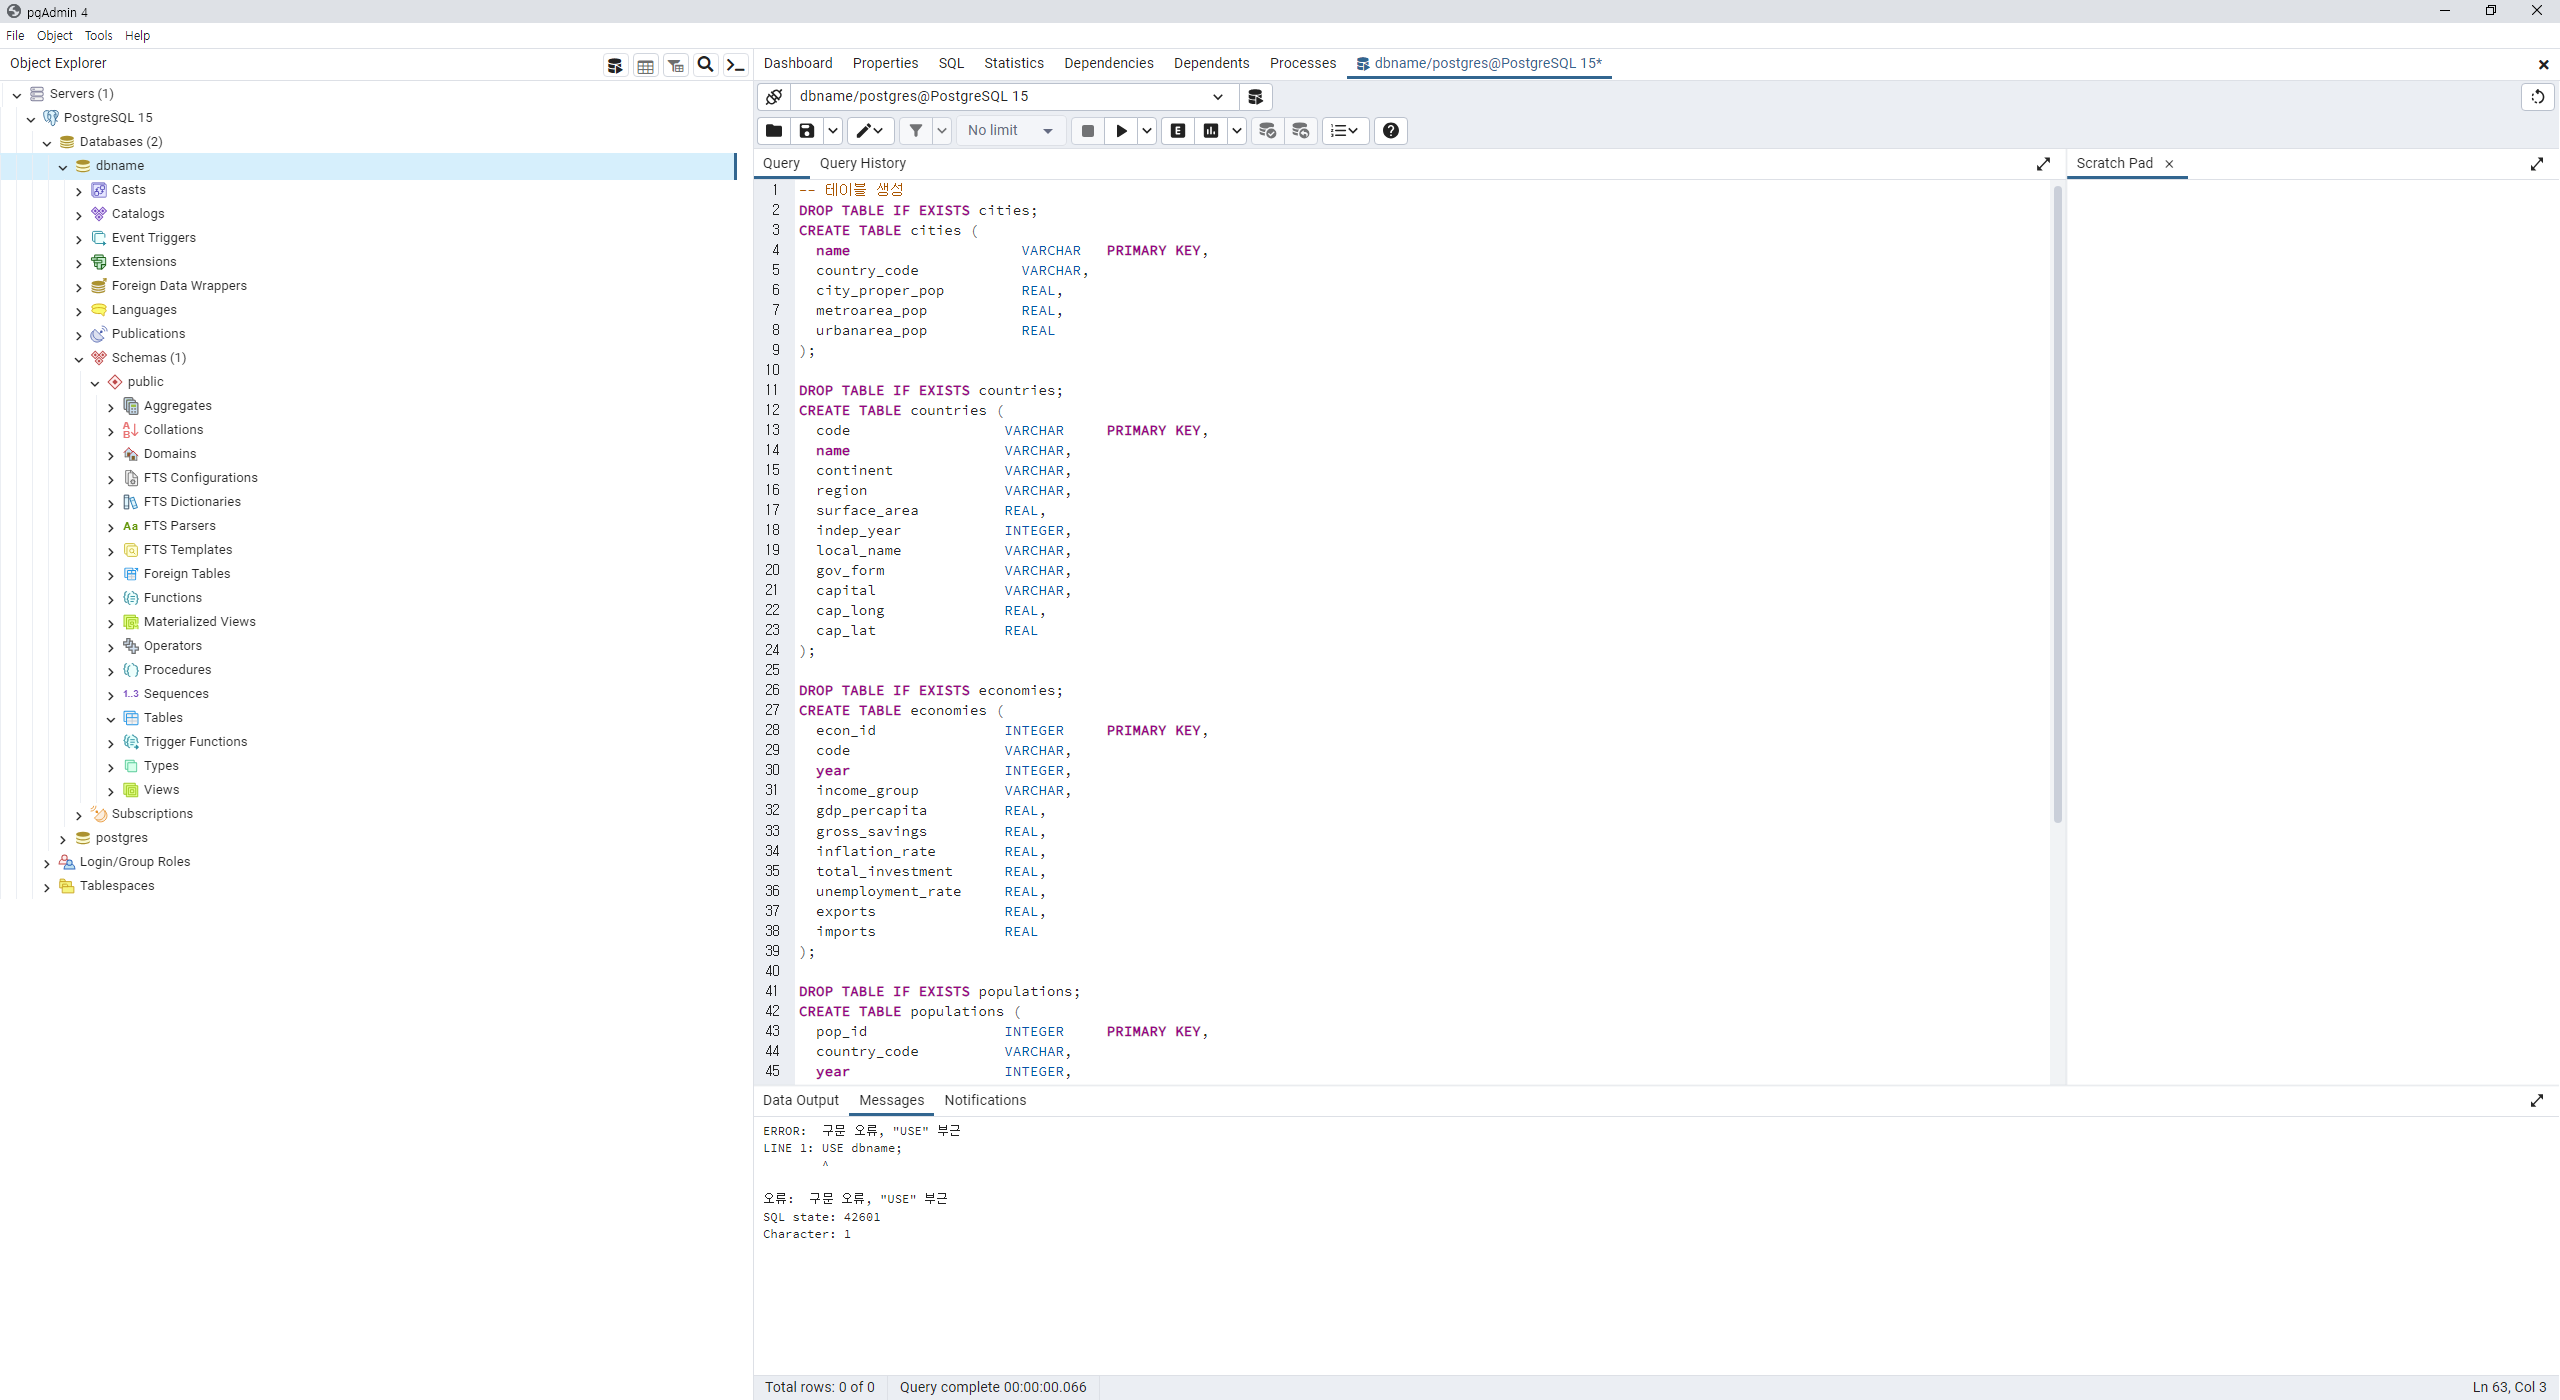 pgAdmin 4
File Object Tools Help
Object Explorer
Dashboard Properties SQL Statistics Dependencies Dependents Processes dbname/postgres@PostgreSQL 15*
Servers (1)
PostgreSQL 15
Databases (2)
dbname
Casts
Catalogs
Event Triggers
Extensions
Foreign Data Wrappers
Languages
Publications
Schemas (1)
public
Aggregates
Collations
Domains
FTS Configurations
FTS Dictionaries
Aa FTS Parsers
FTS Templates
Foreign Tables
Functions
Materialized Views
Operators
Procedures
1..3 Sequences
Tables
Trigger Functions
Types
Views
Subscriptions
postgres
Login/Group Roles
Tablespaces
dbname/postgres@PostgreSQL 15
No limit
E
Query Query History
Scratch Pad
1 -- 테이블 생성
2 DROP TABLE IF EXISTS cities;
3 CREATE TABLE cities (
4 name VARCHAR PRIMARY KEY,
5 country_code VARCHAR,
6 city_proper_pop REAL,
7 metroarea_pop REAL,
8 urbanarea_pop REAL
9 );
10
11 DROP TABLE IF EXISTS countries;
12 CREATE TABLE countries (
13 code VARCHAR PRIMARY KEY,
14 name VARCHAR,
15 continent VARCHAR,
16 region VARCHAR,
17 surface_area REAL,
18 indep_year INTEGER,
19 local_name VARCHAR,
20 gov_form VARCHAR,
21 capital VARCHAR,
22 cap_long REAL,
23 cap_lat REAL
24 );
25
26 DROP TABLE IF EXISTS economies;
27 CREATE TABLE economies (
28 econ_id INTEGER PRIMARY KEY,
29 code VARCHAR,
30 year INTEGER,
31 income_group VARCHAR,
32 gdp_percapita REAL,
33 gross_savings REAL,
34 inflation_rate REAL,
35 total_investment REAL,
36 unemployment_rate REAL,
37 exports REAL,
38 imports REAL
39 );
40
41 DROP TABLE IF EXISTS populations;
42 CREATE TABLE populations (
43 pop_id INTEGER PRIMARY KEY,
44 country_code VARCHAR,
45 year INTEGER,
Data Output Messages Notifications
ERROR: 구문 오류, "USE" 부근
LINE 1: USE dbname;
^
오류: 구문 오류, "USE" 부근
SQL state: 42601
Character: 1
Total rows: 0 of 0 Query complete 00:00:00.066 Ln 63, Col 3